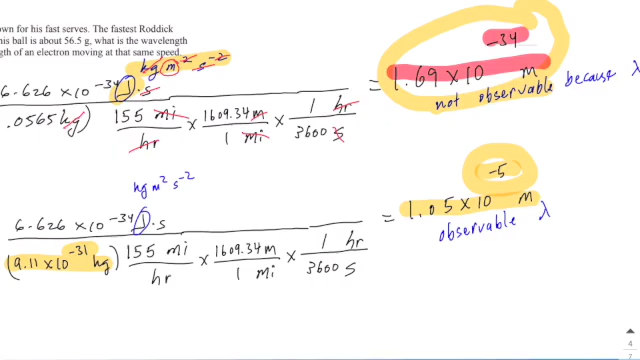 own for his fast serves. The fastest Roddick
his ball is about 56.5 g, what is the wavelength
gth of an electron moving at that same speed.
kg m² s⁻²
6.626 × 10⁻³⁴ J · s
.0565 kg) 155 mi/hr × 1609.34 m/1 mi × 1 hr/3600 s = 1.69 × 10⁻³⁴ m
not observable because λ
kg m² s⁻²
6.626 × 10⁻³⁴ J · s
(9.11 × 10⁻³¹ kg) 155 mi/hr × 1609.34 m/1 mi × 1 hr/3600 s = 1.05 × 10⁻⁵ m
observable λ
4